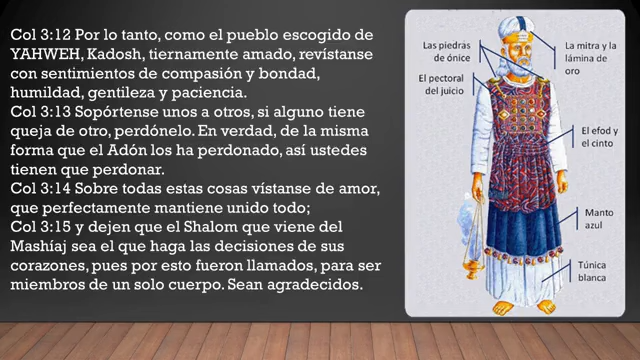 Col 3:12 Por lo tanto, como el pueblo escogido de
YAHWEH, Kadosh, tiernamente amado, revístanse
con sentimientos de compasión y bondad,
humildad, gentileza y paciencia.
Col 3:13 Sopórtense unos a otros, si alguno tiene
queja de otro, perdónelo. En verdad, de la misma
forma que el Adón los ha perdonado, así ustedes
tienen que perdonar.
Col 3:14 Sobre todas estas cosas vístanse de amor,
que perfectamente mantiene unido todo;
Col 3:15 y dejen que el Shalom que viene del
Mashíaj sea el que haga las decisiones de sus
corazones, pues por esto fueron llamados, para ser
miembros de un solo cuerpo. Sean agradecidos.
Las piedras
de ónice
El pectoral
del juicio
La mitra y la
lámina de
oro
El efod y
el cinto
Manto
azul
Túnica
blanca